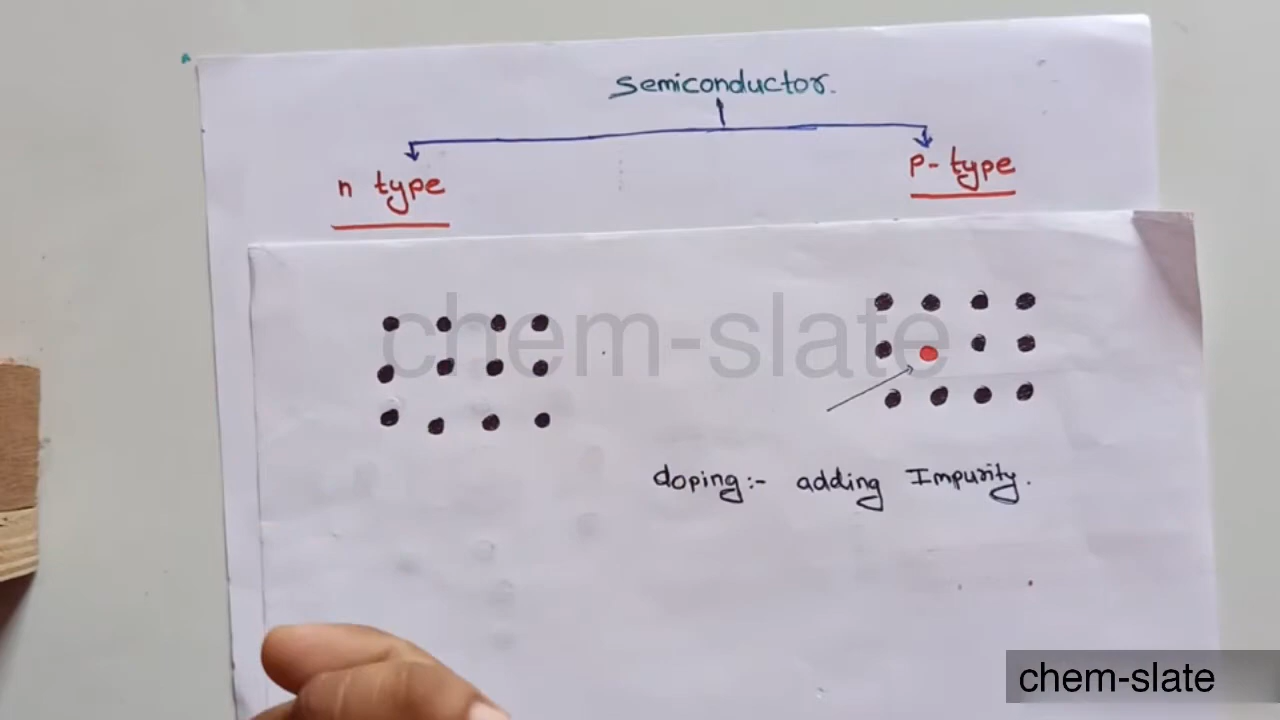 Semiconductor.
n type
P-type
chem-slate
doping:- adding Impurity.
chem-slate